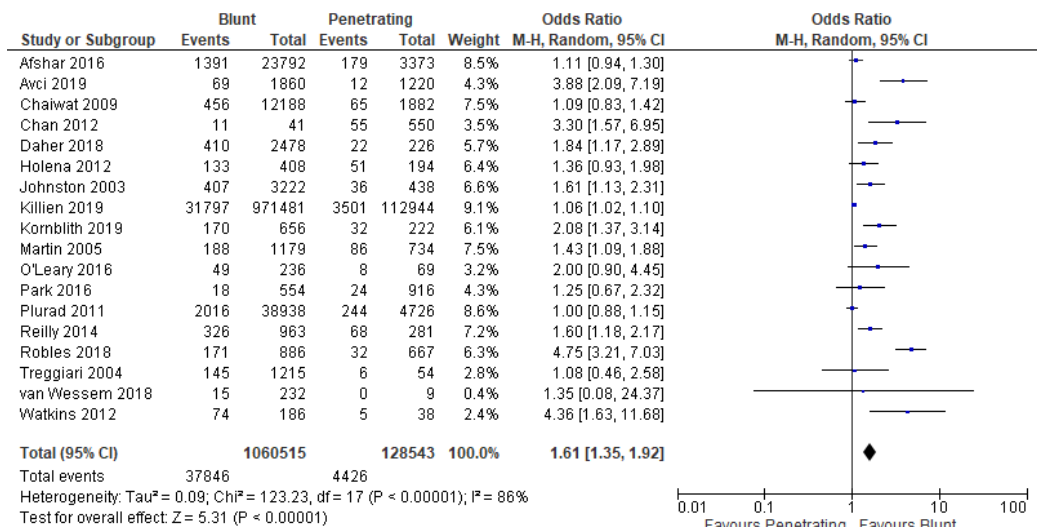 Blunt Penetrating Odds Ratio Odds Ratio
Study or Subgroup Events Total Events Total Weight M-H, Random, 95% CI M-H, Random, 95% CI
Afshar 2016 1391 23792 179 3373 8.5% 1.11 [0.94, 1.30]
Avci 2019 69 1860 12 1220 4.3% 3.88 [2.09, 7.19]
Chaiwat 2009 456 12188 65 1882 7.5% 1.09 [0.83, 1.42]
Chan 2012 11 41 55 550 3.5% 3.30 [1.57, 6.95]
Daher 2018 410 2478 22 226 5.7% 1.84 [1.17, 2.89]
Holena 2012 133 408 51 194 6.4% 1.36 [0.93, 1.98]
Johnston 2003 407 3222 36 438 6.6% 1.61 [1.13, 2.31]
Killien 2019 31797 971481 3501 112944 9.1% 1.06 [1.02, 1.10]
Kornblith 2019 170 656 32 222 6.1% 2.08 [1.37, 3.14]
Martin 2005 188 1179 86 734 7.4% 1.43 [1.09, 1.88]
O'Leary 2016 49 236 8 69 3.2% 2.00 [0.90, 4.45]
Park 2016 18 554 24 916 4.3% 1.25 [0.67, 2.32]
Plurad 2011 2016 38938 244 4726 8.6% 1.00 [0.88, 1.15]
Reilly 2014 326 963 68 281 7.2% 1.60 [1.18, 2.17]
Robles 2018 171 886 32 667 6.3% 4.75 [3.21, 7.03]
Treggiari 2004 145 1215 6 54 2.8% 1.08 [0.46, 2.58]
van Wessem 2018 15 232 0 9 0.4% 1.35 [0.08, 24.37]
Watkins 2012 74 186 5 38 2.4% 4.36 [1.63, 11.68]
Total (95% CI) 1060515 128543 100.0% 1.61 [1.35, 1.92]
Total events 37846 4426
Heterogeneity: Tau² = 0.09; Chi² = 123.23, df = 17 (P < 0.00001); I² = 86%
Test for overall effect: Z = 5.31 (P < 0.00001)
0.01 0.1 1 10 100
Favours Penetrating Favours Blunt